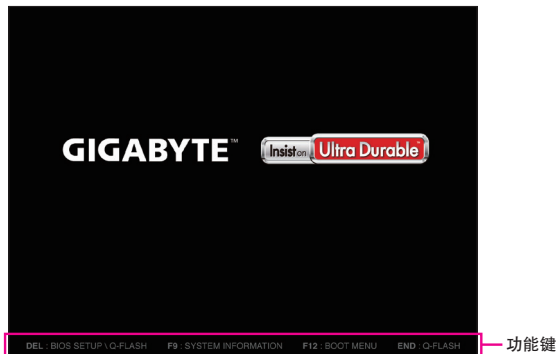 GIGABYTE™
Insist on Ultra Durable™
DEL : BIOS SETUP \ Q-FLASH F9 : SYSTEM INFORMATION F12 : BOOT MENU END : Q-FLASH
功能键